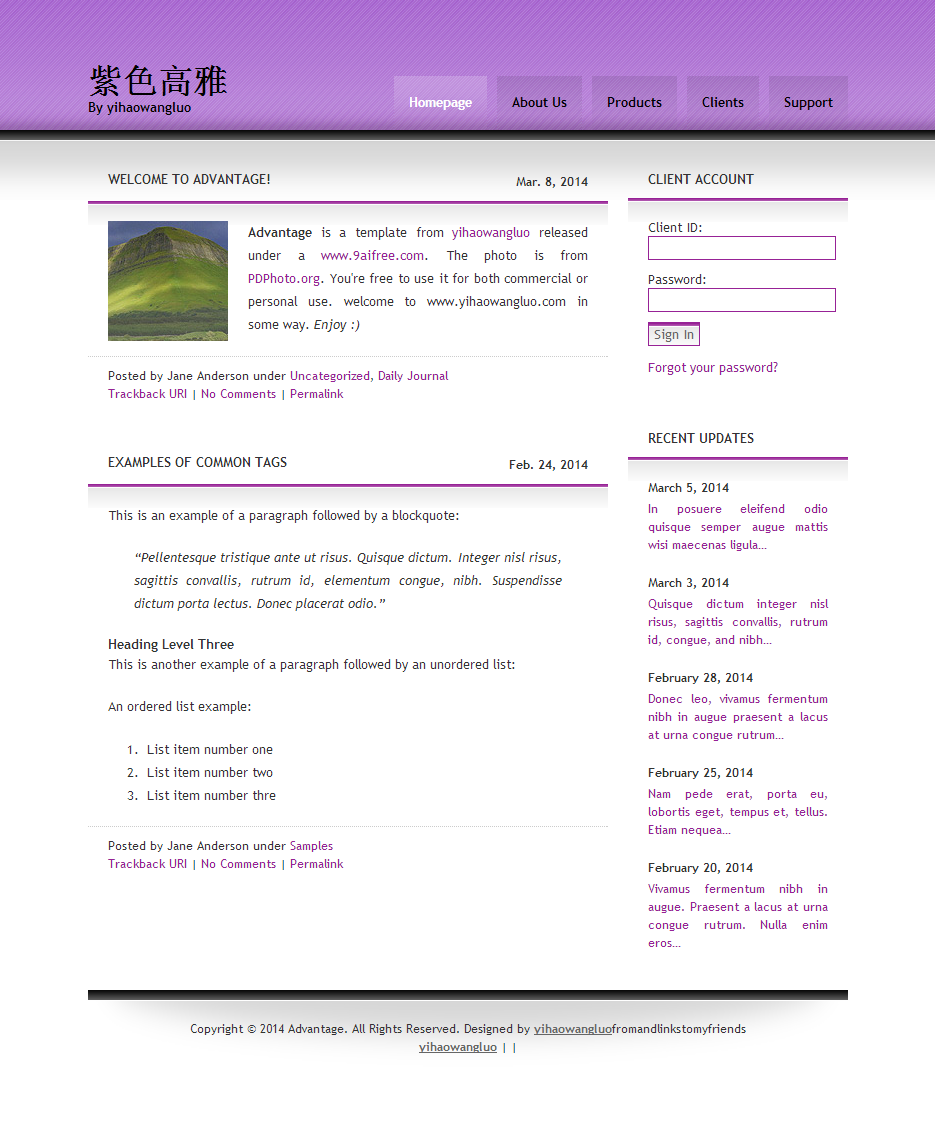 紫色高雅
By yihaowangluo
Homepage
About Us
Products
Clients
Support
WELCOME TO ADVANTAGE!
Mar. 8, 2014
Advantage is a template from yihaowangluo released
under a www.9aifree.com. The photo is from
PDPhoto.org. You're free to use it for both commercial or
personal use. welcome to www.yihaowangluo.com in
some way. Enjoy :)
Posted by Jane Anderson under Uncategorized, Daily Journal
Trackback URI | No Comments | Permalink
EXAMPLES OF COMMON TAGS
Feb. 24, 2014
This is an example of a paragraph followed by a blockquote:
“Pellentesque tristique ante ut risus. Quisque dictum. Integer nisl risus,
sagittis convallis, rutrum id, elementum congue, nibh. Suspendisse
dictum porta lectus. Donec placerat odio.”
Heading Level Three
This is another example of a paragraph followed by an unordered list:
An ordered list example:
1. List item number one
2. List item number two
3. List item number thre
Posted by Jane Anderson under Samples
Trackback URI | No Comments | Permalink
CLIENT ACCOUNT
Client ID:
Password:
Sign In
Forgot your password?
RECENT UPDATES
March 5, 2014
In posuere eleifend odio
quisque semper augue mattis
wisi maecenas ligula...
March 3, 2014
Quisque dictum integer nisl
risus, sagittis convallis, rutrum
id, congue, and nibh...
February 28, 2014
Donec leo, vivamus fermentum
nibh in augue praesent a lacus
at urna congue rutrum...
February 25, 2014
Nam pede erat, porta eu,
lobortis eget, tempus et, tellus.
Etiam nequea...
February 20, 2014
Vivamus fermentum nibh in
augue. Praesent a lacus at urna
congue rutrum. Nulla enim
eros...
Copyright © 2014 Advantage. All Rights Reserved. Designed by yihaowangluofromandlinkstomyfriends
yihaowangluo | |